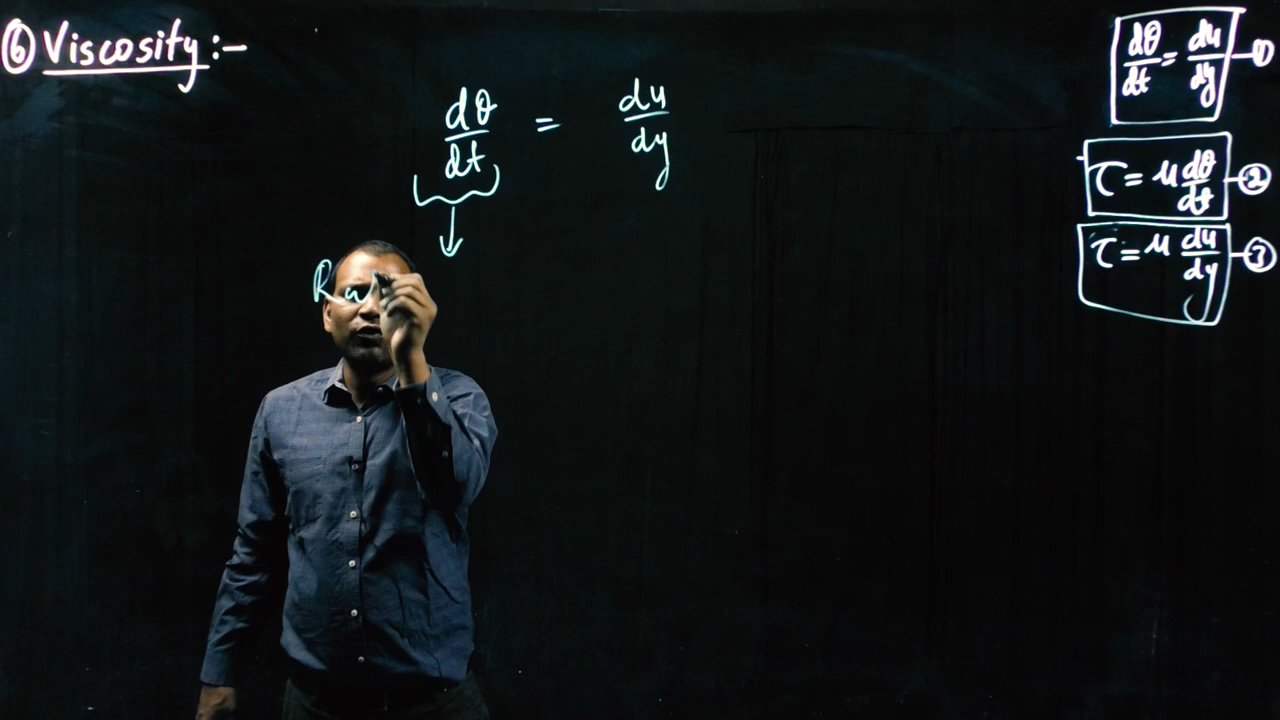 ⑥ Viscosity :-
dθ/dt = du/dy
Ra
dθ/dt = du/dy — ①
τ = μ dθ/dt — ②
τ = μ du/dy — ③